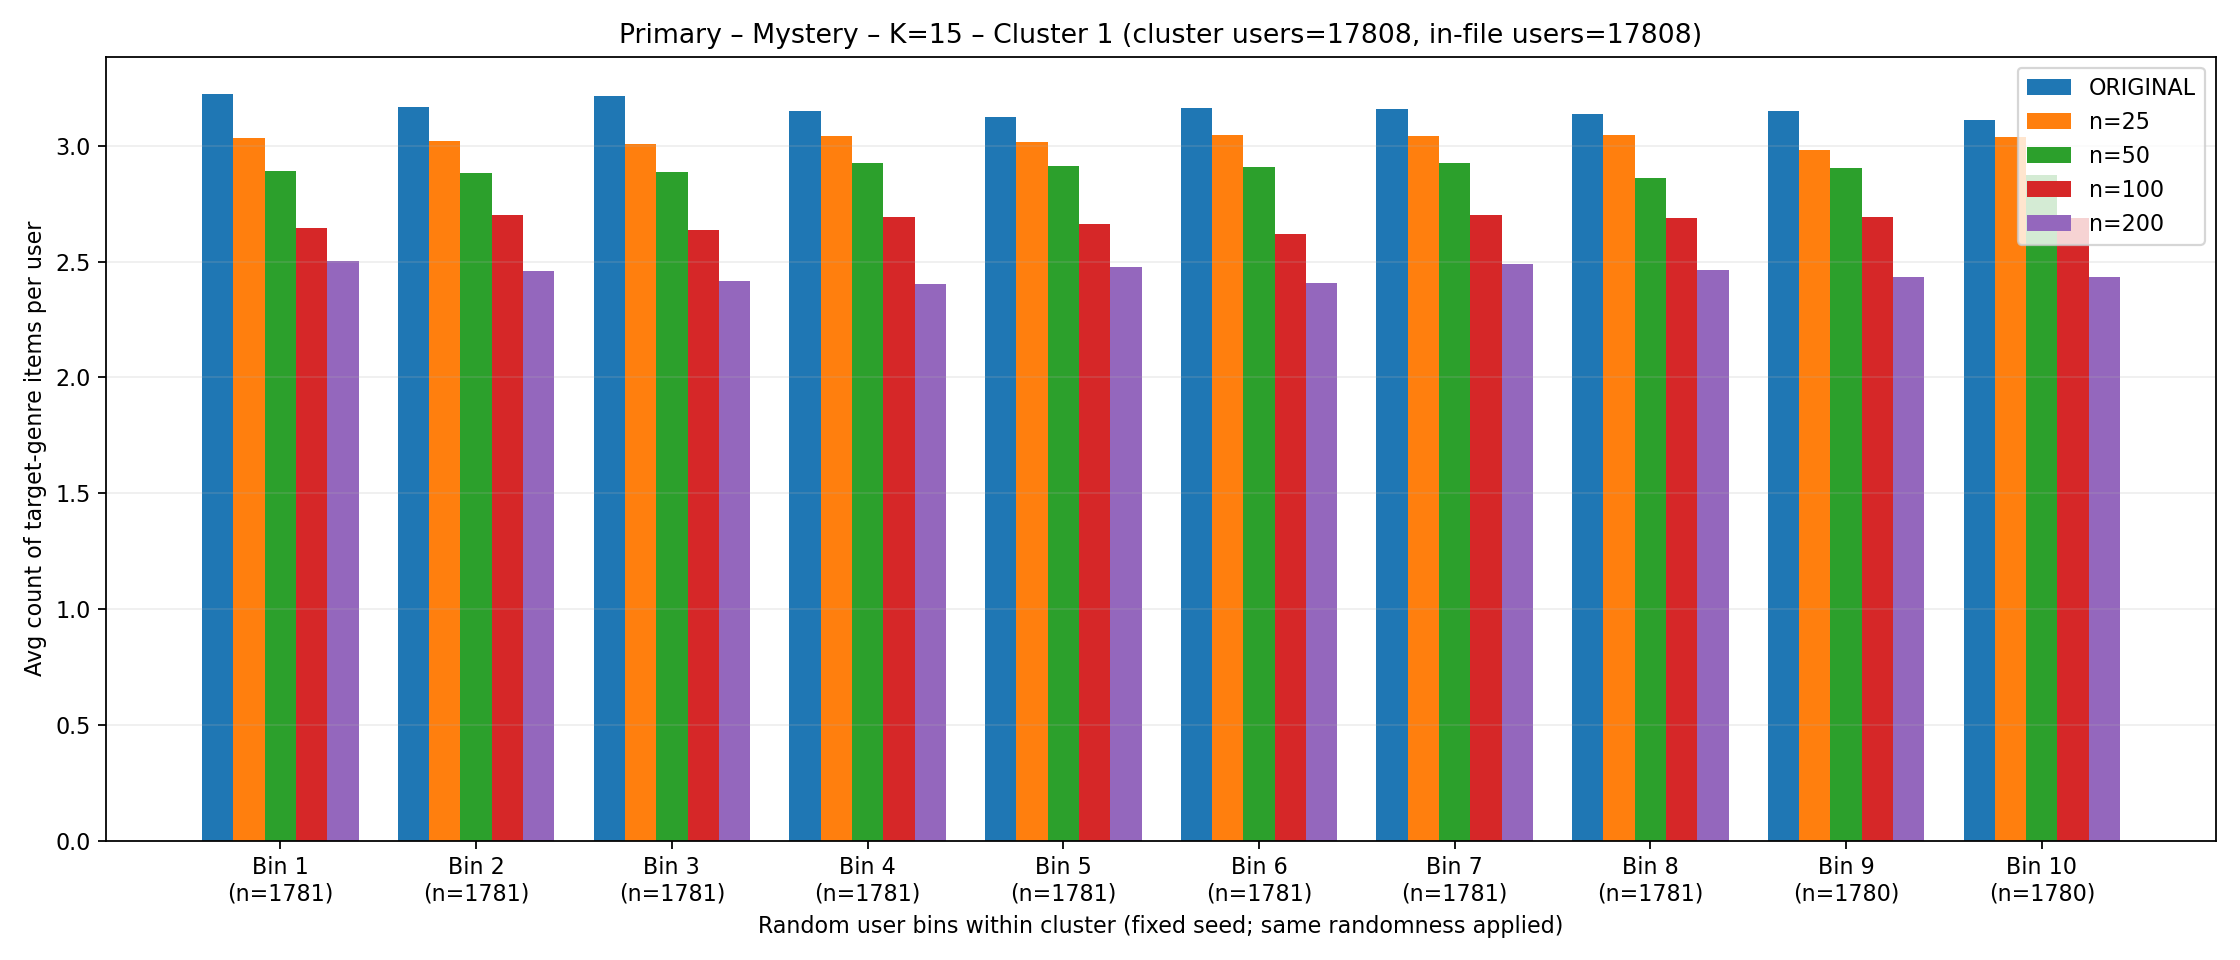 Primary – Mystery – K=15 – Cluster 1 (cluster users=17808, in-file users=17808)
ORIGINAL
n=25
n=50
n=100
n=200
Avg count of target-genre items per user
3.0
2.5
2.0
1.5
1.0
0.5
0.0
Bin 1 Bin 2 Bin 3 Bin 4 Bin 5 Bin 6 Bin 7 Bin 8 Bin 9 Bin 10
(n=1781) (n=1781) (n=1781) (n=1781) (n=1781) (n=1781) (n=1781) (n=1781) (n=1780) (n=1780)
Random user bins within cluster (fixed seed; same randomness applied)